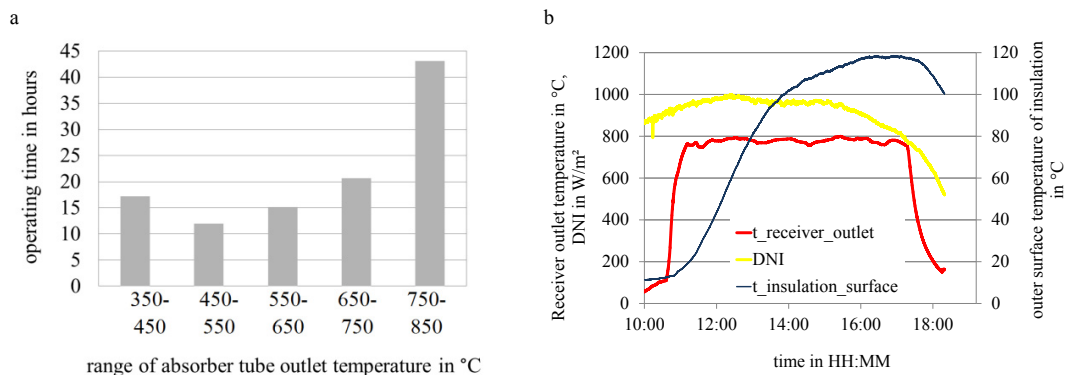 a
operating time in hours
45
40
35
30
25
20
15
10
5
0
350-
450
450-
550
550-
650
650-
750
750-
850
range of absorber tube outlet temperature in °C
b
Receiver outlet temperature in °C,
DNI in W/m²
1200
1000
800
600
400
200
0
t_receiver_outlet
DNI
t_insulation_surface
120
100
80
60
40
20
0
outer surface temperature of insulation
in °C
10:00 12:00 14:00 16:00 18:00
time in HH:MM